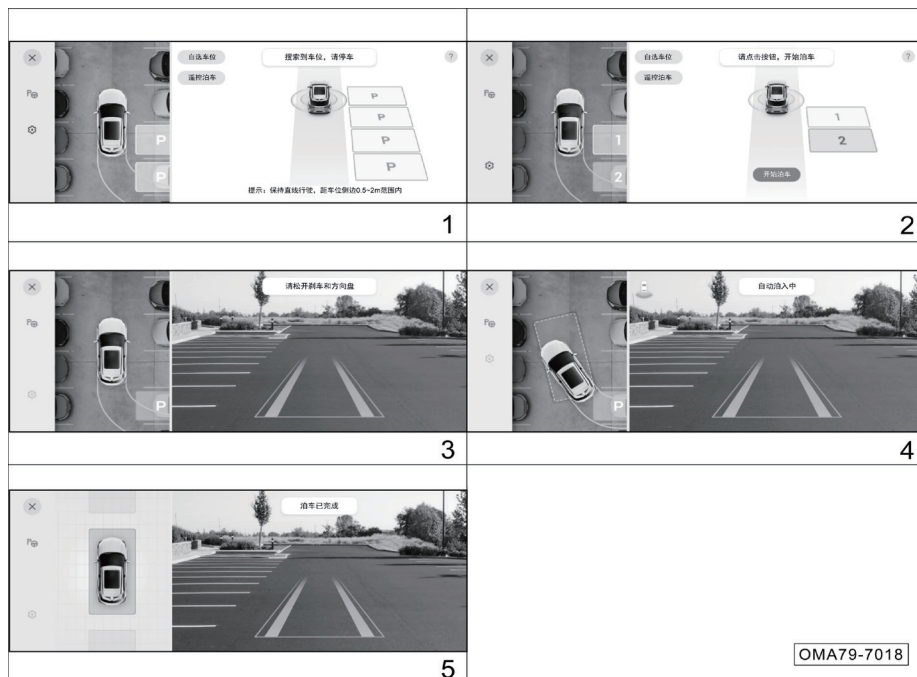 自选车位
遥控泊车
搜索到车位，请停车
?
P
P
P
P
P
P
提示：保持直线行驶，距车位侧边0.5~2m范围内
1
自选车位
遥控泊车
请点击按钮，开始泊车
?
1
2
1
2
开始泊车
2
请松开刹车和方向盘
P
3
自动泊入中
P
4
泊车已完成
5
OMA79-7018